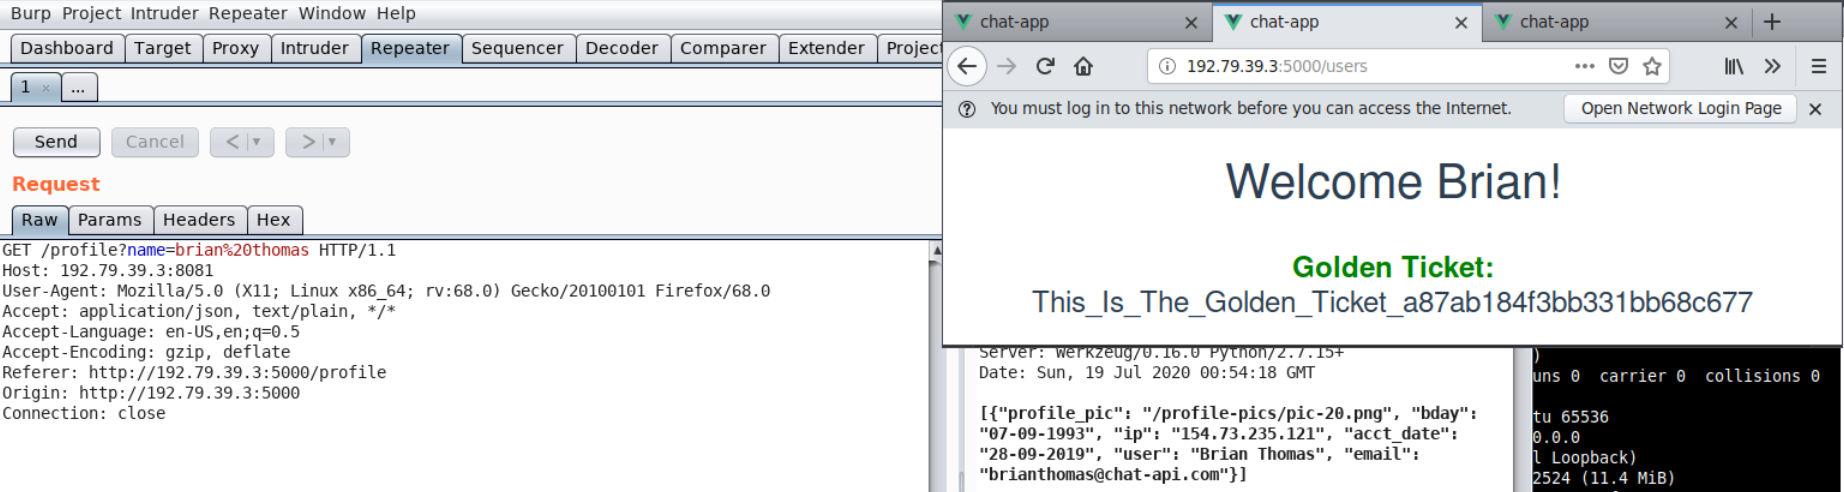 Burp Project Intruder Repeater Window Help
Dashboard Target Proxy Intruder Repeater Sequencer Decoder Comparer Extender Projec
1 × ...
Send Cancel < | ▼ > | ▼
Request
Raw Params Headers Hex
GET /profile?name=brian%20thomas HTTP/1.1
Host: 192.79.39.3:8081
User-Agent: Mozilla/5.0 (X11; Linux x86_64; rv:68.0) Gecko/20100101 Firefox/68.0
Accept: application/json, text/plain, */*
Accept-Language: en-US,en;q=0.5
Accept-Encoding: gzip, deflate
Referer: http://192.79.39.3:5000/profile
Origin: http://192.79.39.3:5000
Connection: close
chat-app chat-app chat-app
192.79.39.3:5000/users
You must log in to this network before you can access the Internet. Open Network Login Page
Welcome Brian!
Golden Ticket:
This_Is_The_Golden_Ticket_a87ab184f3bb331bb68c677
Server: Werkzeug/0.16.0 Python/2.7.15+
Date: Sun, 19 Jul 2020 00:54:18 GMT
[{"profile_pic": "/profile-pics/pic-20.png", "bday":
"07-09-1993", "ip": "154.73.235.121", "acct_date":
"28-09-2019", "user": "Brian Thomas", "email":
"brianthomas@chat-api.com"}]
)
uns 0 carrier 0 collisions 0
tu 65536
0.0.0
l Loopback)
2524 (11.4 MiB)